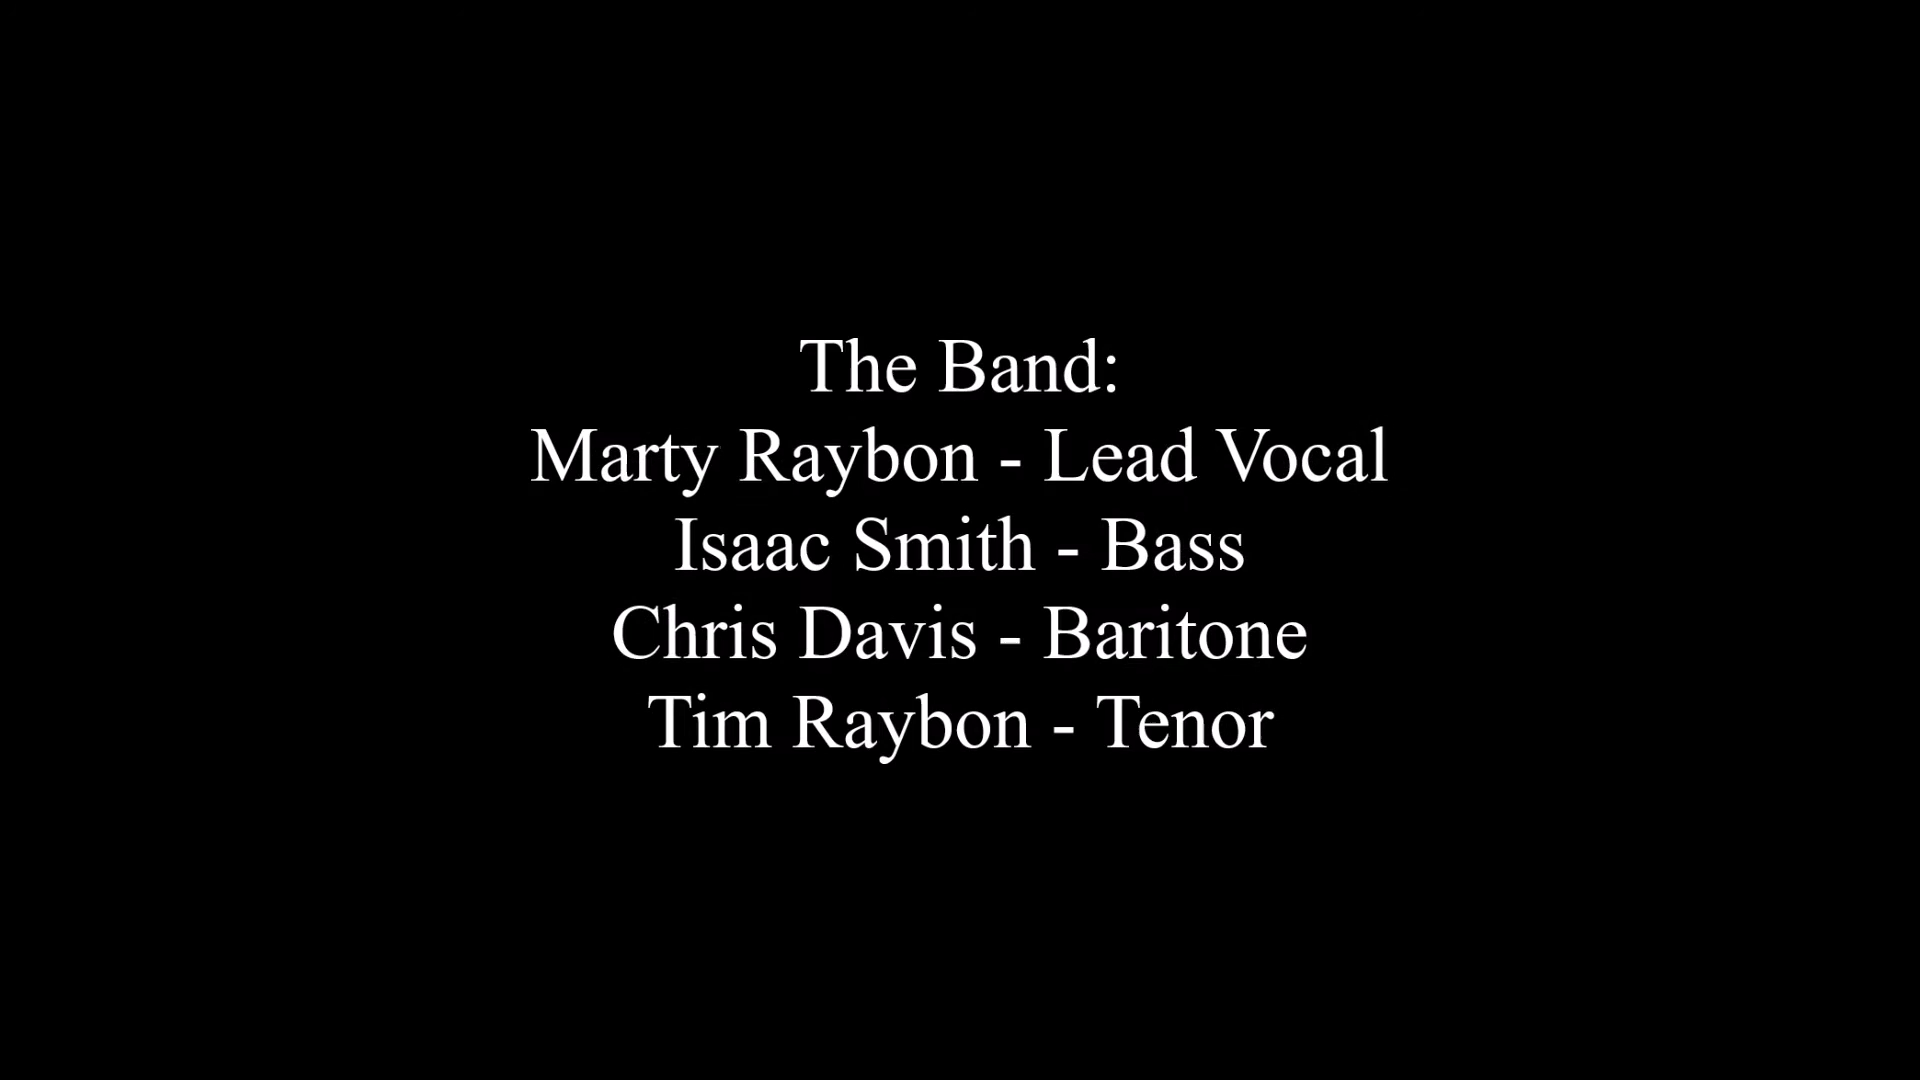 The Band:
Marty Raybon - Lead Vocal
Isaac Smith - Bass
Chris Davis - Baritone
Tim Raybon - Tenor